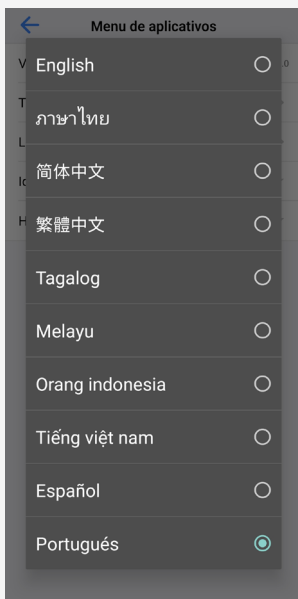 Menu de aplicativos
English
ภาษาไทย
简体中文
繁體中文
Tagalog
Melayu
Orang indonesia
Tiếng việt nam
Español
Portugués